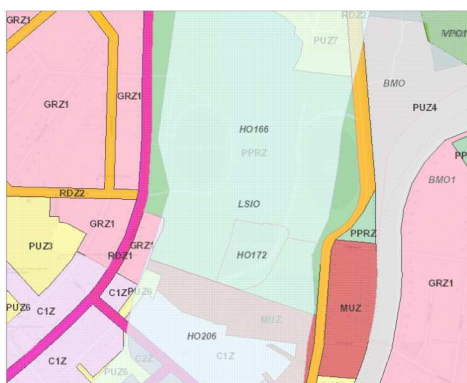 GRZ1
RDZ2
PUZ7
VPO1
BMO
PUZ4
GRZ1
GRZ1
HO166
PPRZ
PP
BMO1
RDZ2
LSIO
GRZ1
GRZ1
PPRZ
PUZ3
RDZ1
HO172
GRZ1
PUZ6
C1Z
PUZ6
C1Z
MUZ
MUZ
HO206
C1Z
C2Z
C1Z
PUZ6